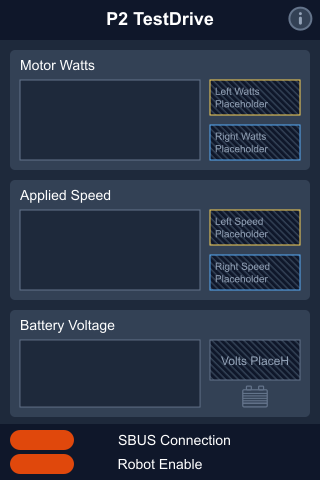 P2 TestDrive
i
Motor Watts
Left Watts
Placeholder
Right Watts
Placeholder
Applied Speed
Left Speed
Placeholder
Right Speed
Placeholder
Battery Voltage
Volts PlaceH
SBUS Connection
Robot Enable